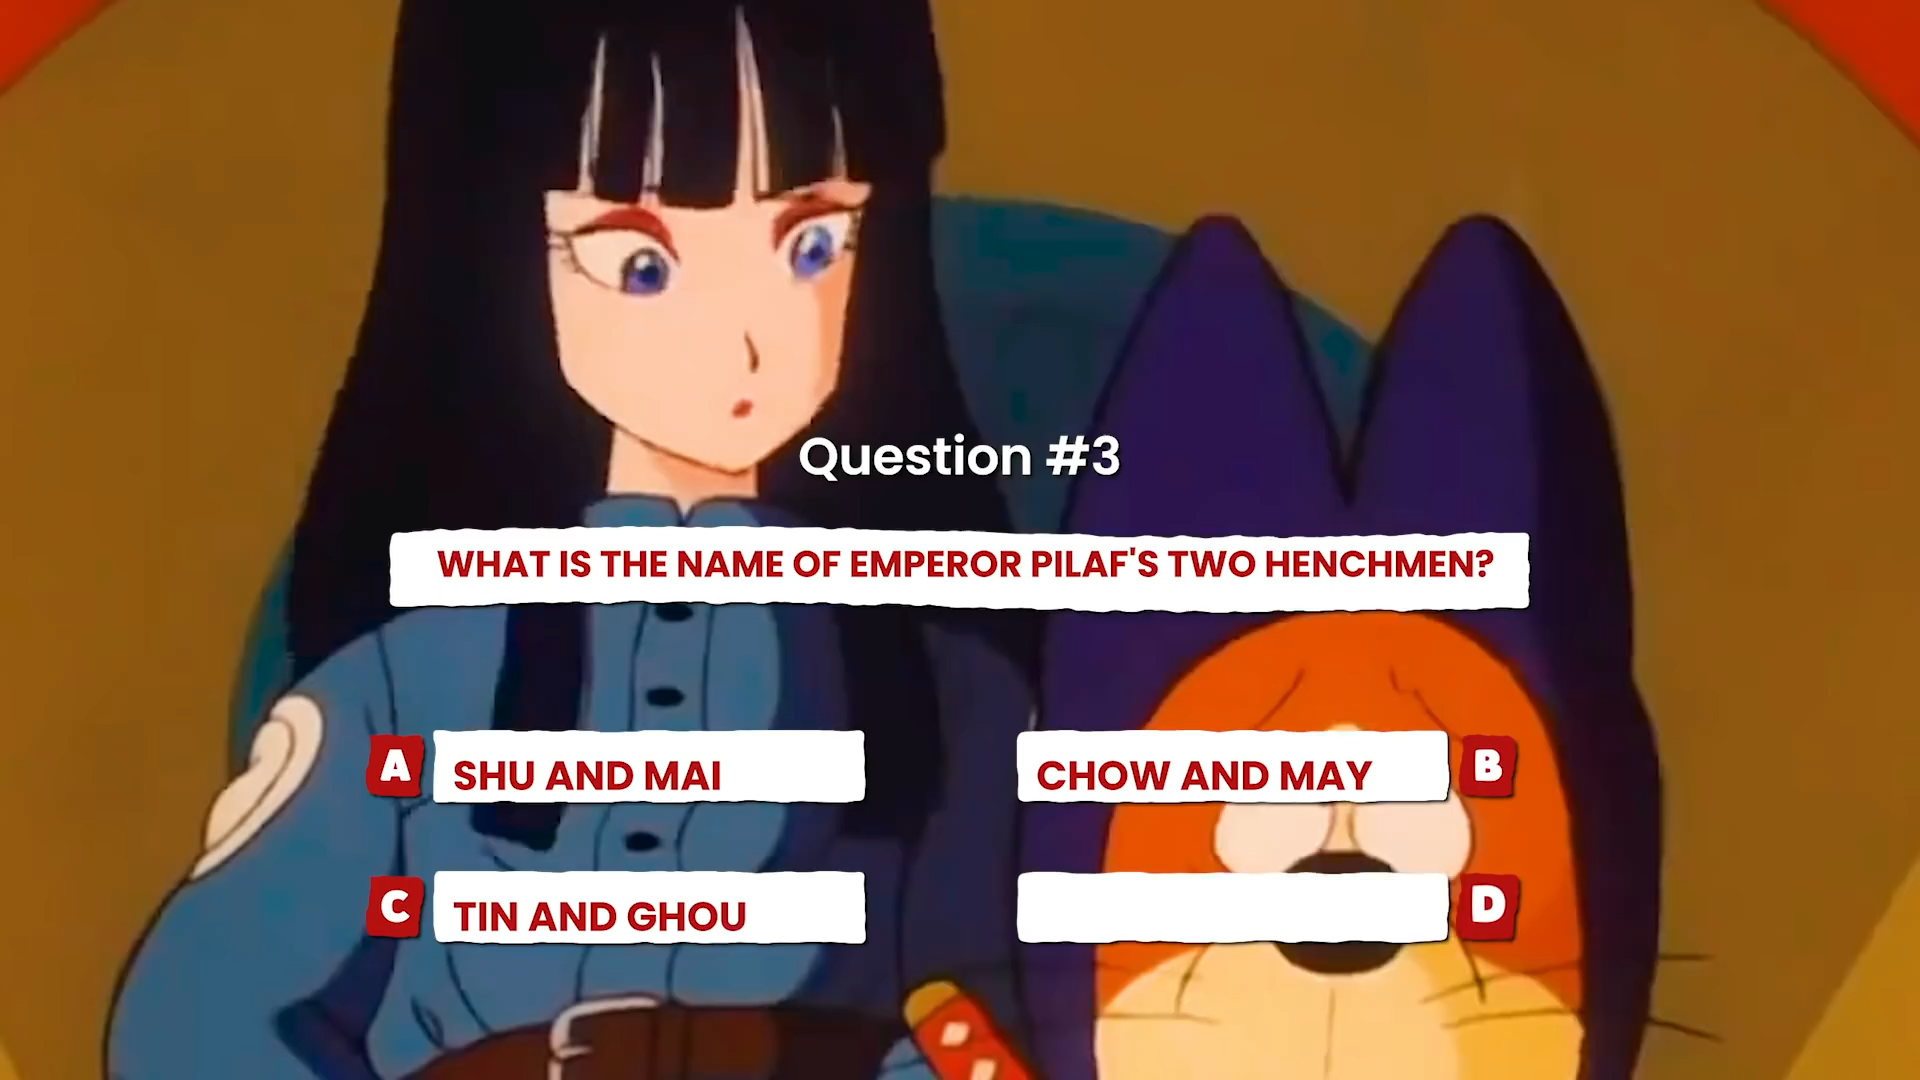 Question #3
WHAT IS THE NAME OF EMPEROR PILAF'S TWO HENCHMEN?
A SHU AND MAI
CHOW AND MAY B
C TIN AND GHOU
D